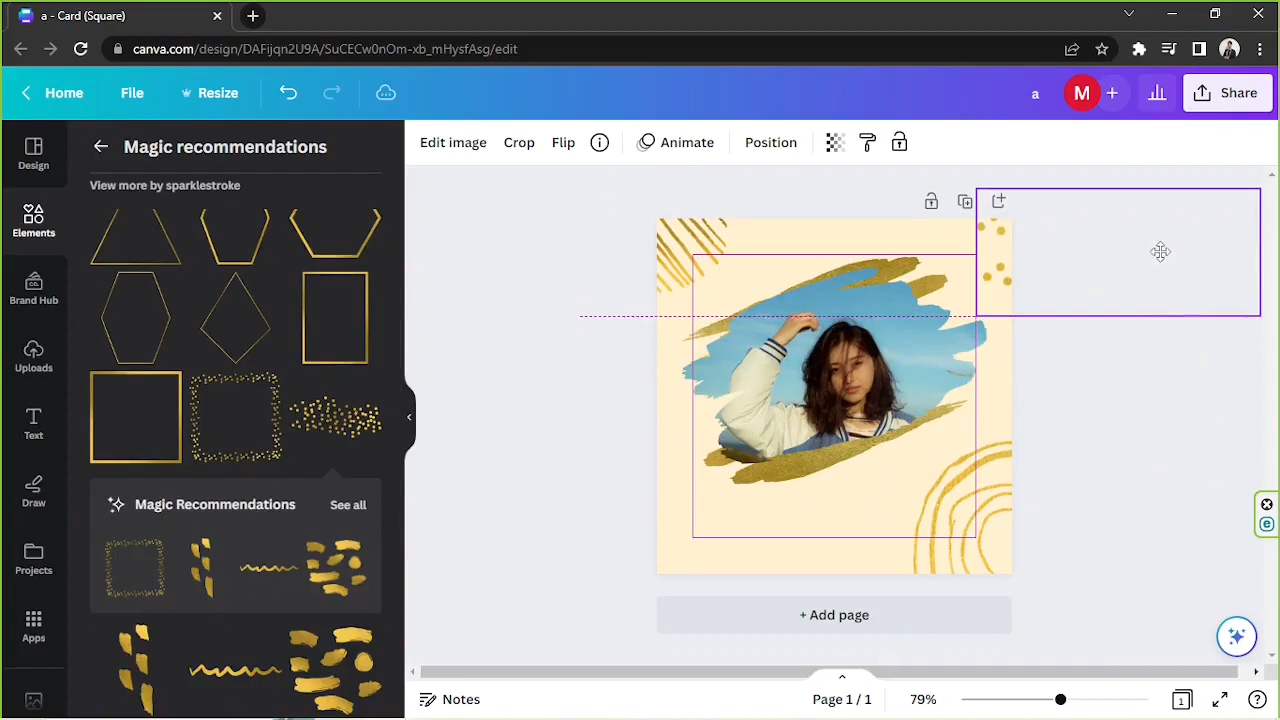 a - Card (Square)
canva.com/design/DAFijqn2U9A/SuCECw0nOm-xb_mHysfAsg/edit
Home
File
Resize
a
M
Share
Design
Elements
Brand Hub
Uploads
Text
Draw
Projects
Apps
Magic recommendations
View more by sparklestroke
Magic Recommendations
See all
Edit image
Crop
Flip
Animate
Position
+ Add page
Notes
Page 1 / 1
79%
1